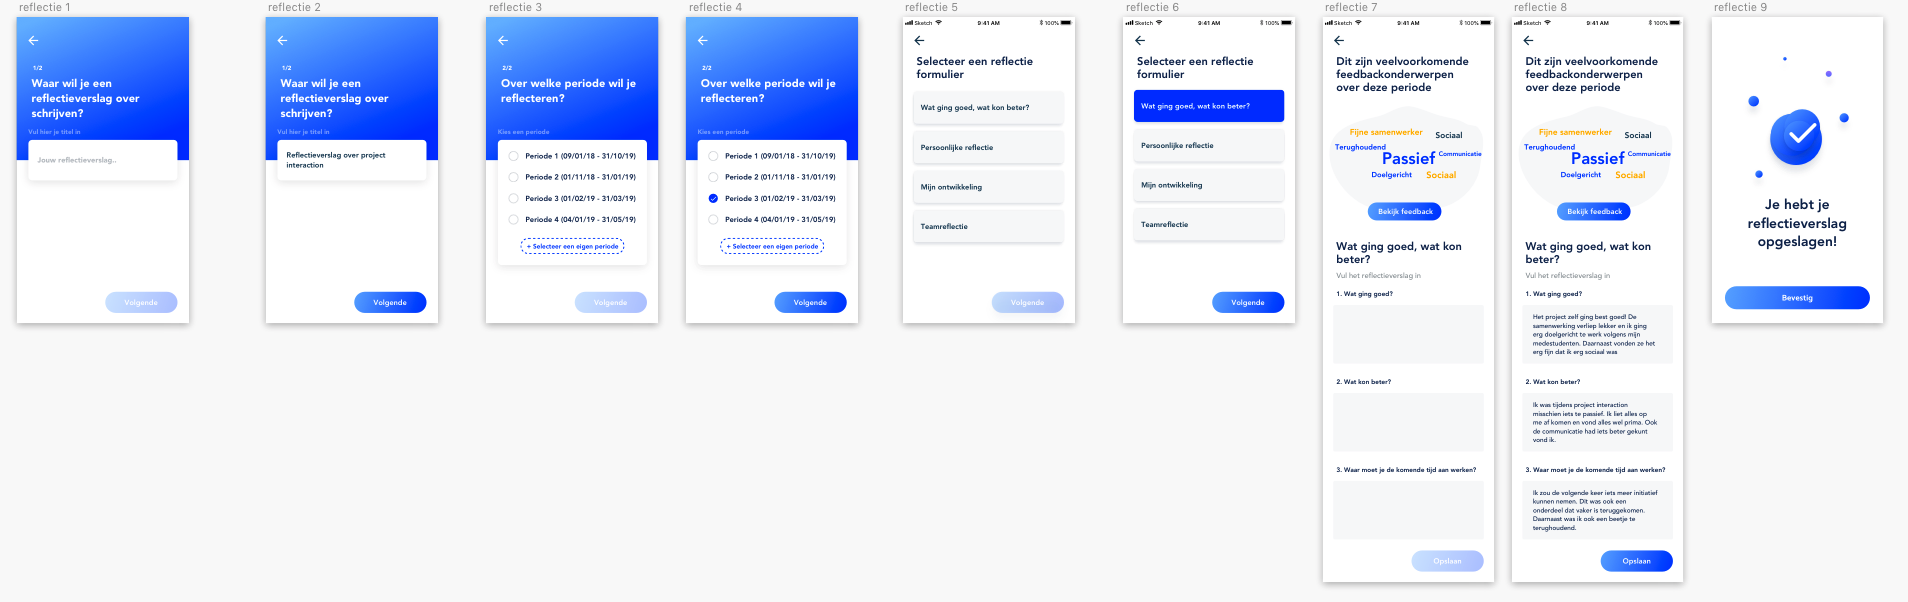 reflectie 1
1/2
Waar wil je een
reflectieverslag over
schrijven?
Vul hier je titel in
Jouw reflectieverslag..
Volgende
reflectie 2
1/2
Waar wil je een
reflectieverslag over
schrijven?
Vul hier je titel in
Reflectieverslag over project
interaction
Volgende
reflectie 3
2/2
Over welke periode wil je
reflecteren?
Kies een periode
Periode 1 (09/01/18 - 31/10/19)
Periode 2 (01/11/18 - 31/01/19)
Periode 3 (01/02/19 - 31/03/19)
Periode 4 (04/01/19 - 31/05/19)
+ Selecteer een eigen periode
Volgende
reflectie 4
2/2
Over welke periode wil je
reflecteren?
Kies een periode
Periode 1 (09/01/18 - 31/10/19)
Periode 2 (01/11/18 - 31/01/19)
Periode 3 (01/02/19 - 31/03/19)
Periode 4 (04/01/19 - 31/05/19)
+ Selecteer een eigen periode
Volgende
reflectie 5
Sketch 9:41 AM 100%
Selecteer een reflectie
formulier
Wat ging goed, wat kon beter?
Persoonlijke reflectie
Mijn ontwikkeling
Teamreflectie
Volgende
reflectie 6
Sketch 9:41 AM 100%
Selecteer een reflectie
formulier
Wat ging goed, wat kon beter?
Persoonlijke reflectie
Mijn ontwikkeling
Teamreflectie
Volgende
reflectie 7
Sketch 9:41 AM 100%
Dit zijn veelvoorkomende
feedbackonderwerpen
over deze periode
Fijne samenwerker Sociaal
Terughoudend
Passief Communicatie
Doelgericht Sociaal
Bekijk feedback
Wat ging goed, wat kon
beter?
Vul het reflectieverslag in
1. Wat ging goed?
2. Wat kon beter?
3. Waar moet je de komende tijd aan werken?
Opslaan
reflectie 8
Sketch 9:41 AM 100%
Dit zijn veelvoorkomende
feedbackonderwerpen
over deze periode
Fijne samenwerker Sociaal
Terughoudend
Passief Communicatie
Doelgericht Sociaal
Bekijk feedback
Wat ging goed, wat kon
beter?
Vul het reflectieverslag in
1. Wat ging goed?
Het project zelf ging best goed! De
samenwerking verliep lekker en ik ging
erg doelgericht te werk volgens mijn
medestudenten. Daarnaast vonden ze het
erg fijn dat ik erg sociaal was
2. Wat kon beter?
Ik was tijdens project interaction
misschien iets te passief. Ik liet alles op
me af komen en vond alles wel prima. Ook
de communicatie had iets beter gekunt
vond ik.
3. Waar moet je de komende tijd aan werken?
Ik zou de volgende keer iets meer initiatief
kunnen nemen. Dit was ook een
onderdeel dat vaker is teruggekomen.
Daarnaast was ik ook een beetje te
terughoudend.
Opslaan
reflectie 9
Je hebt je
reflectieverslag
opgeslagen!
Bevestig